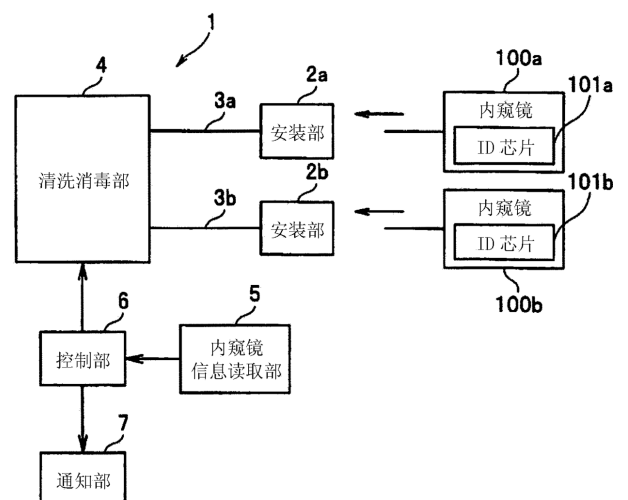 1
4
2a
100a
101a
3a
安装部
内窥镜
ID 芯片
清洗消毒部
2b
101b
3b
安装部
内窥镜
ID 芯片
100b
6
5
控制部
内窥镜
信息读取部
7
通知部